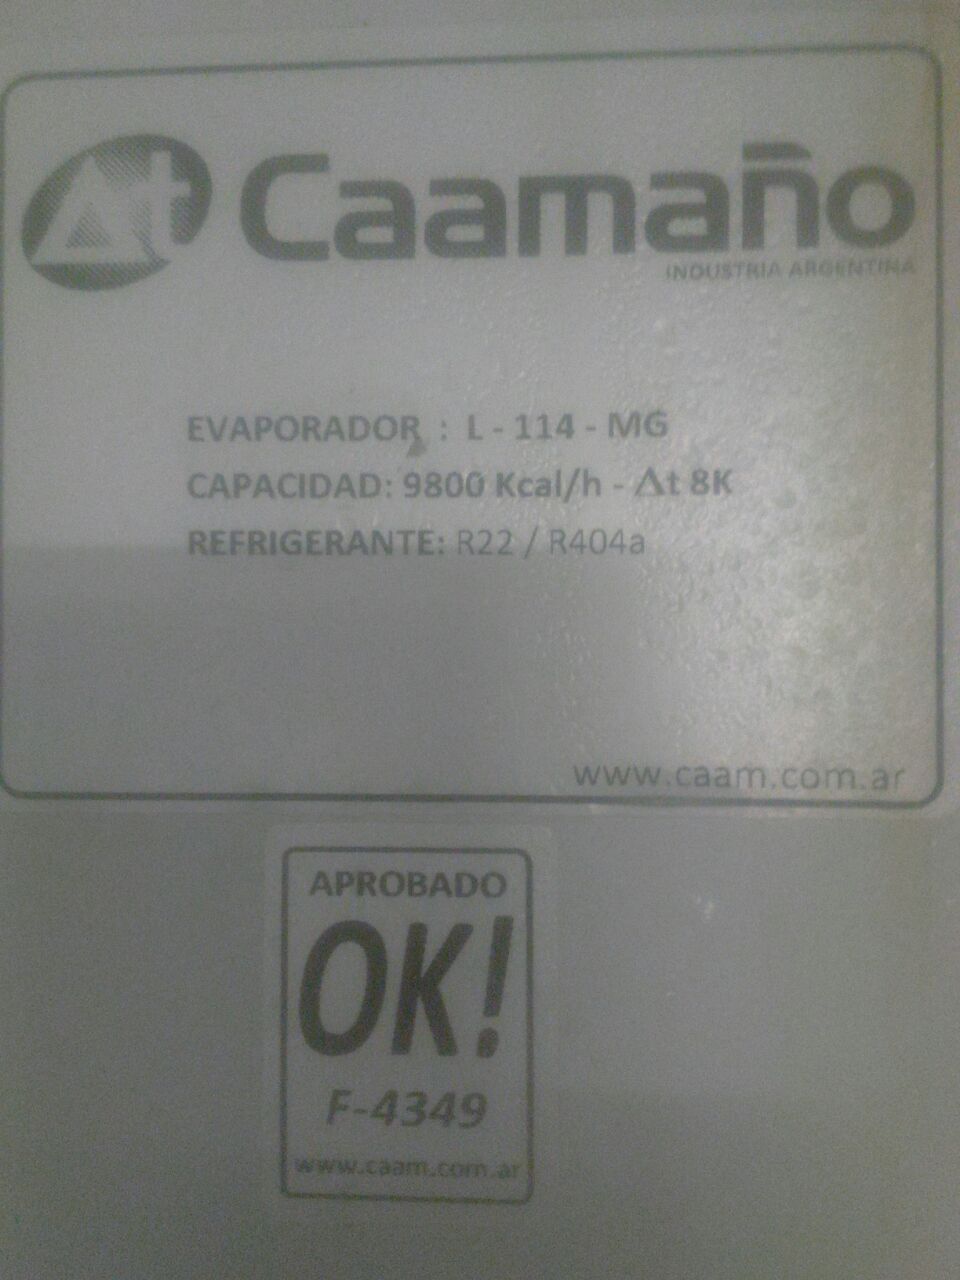 Δt Caamaño
INDUSTRIA ARGENTINA
EVAPORADOR : L - 114 - MG
CAPACIDAD: 9800 Kcal/h - Δt 8K
REFRIGERANTE: R22 / R404a
www.caam.com.ar
APROBADO
OK!
F-4349
www.caam.com.ar